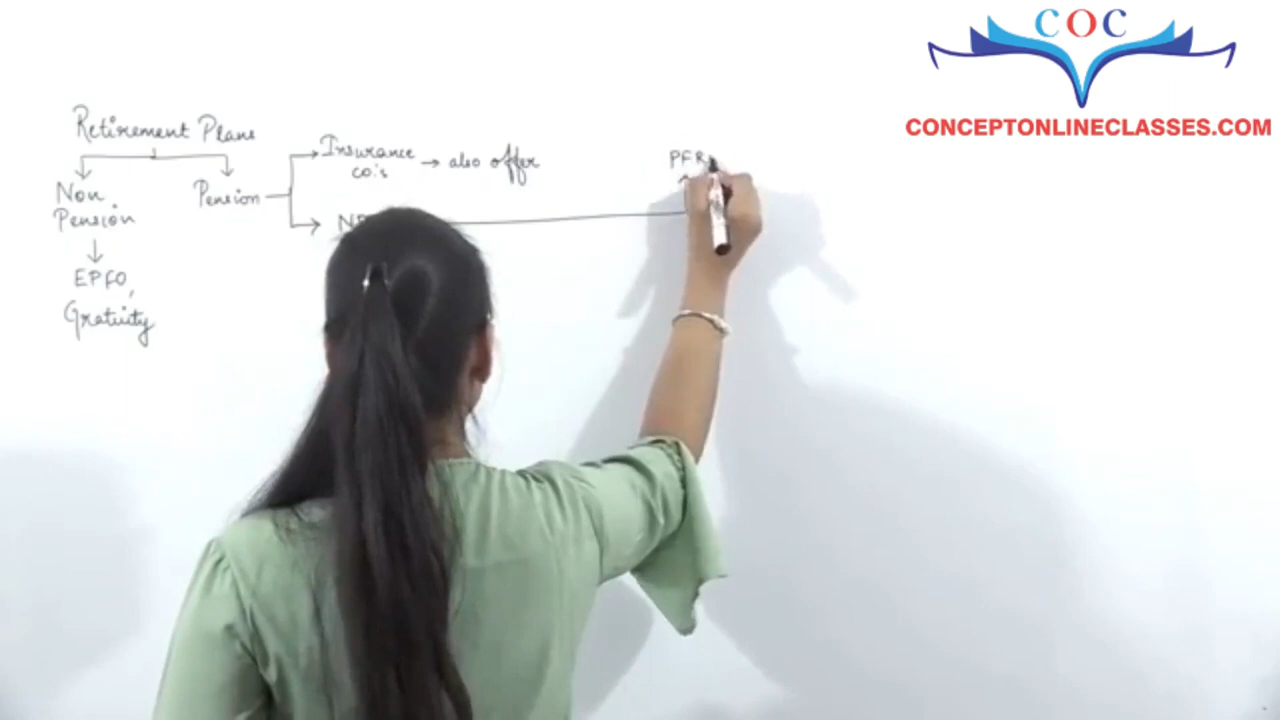 COC
CONCEPTONLINECLASSES.COM
Retirement Plans
Non Pension
Pension
EPFO,
Gratuity
Insurance
co's
also offer
PFR